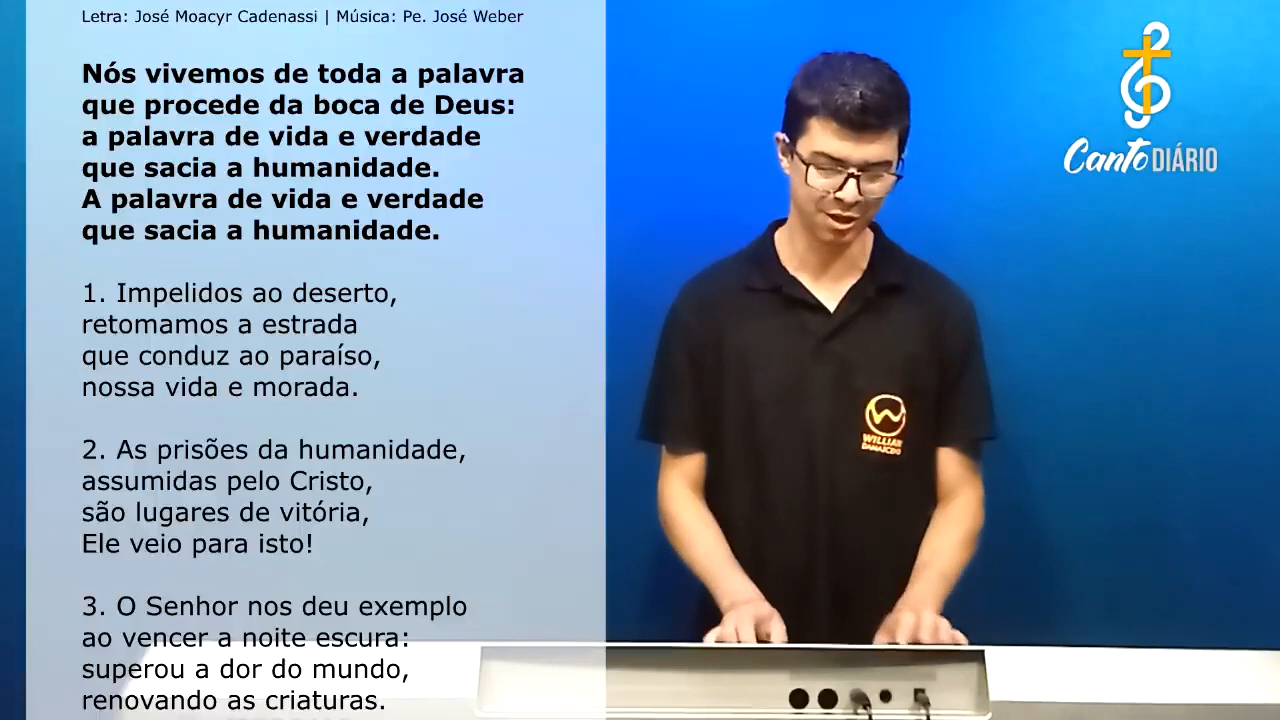 Letra: José Moacyr Cadenassi | Música: Pe. José Weber
Nós vivemos de toda a palavra
que procede da boca de Deus:
a palavra de vida e verdade
que sacia a humanidade.
A palavra de vida e verdade
que sacia a humanidade.
1. Impelidos ao deserto,
retomamos a estrada
que conduz ao paraíso,
nossa vida e morada.
2. As prisões da humanidade,
assumidas pelo Cristo,
são lugares de vitória,
Ele veio para isto!
3. O Senhor nos deu exemplo
ao vencer a noite escura:
superou a dor do mundo,
renovando as criaturas.
Canto DIÁRIO
WILLIAN
DAMASCENO